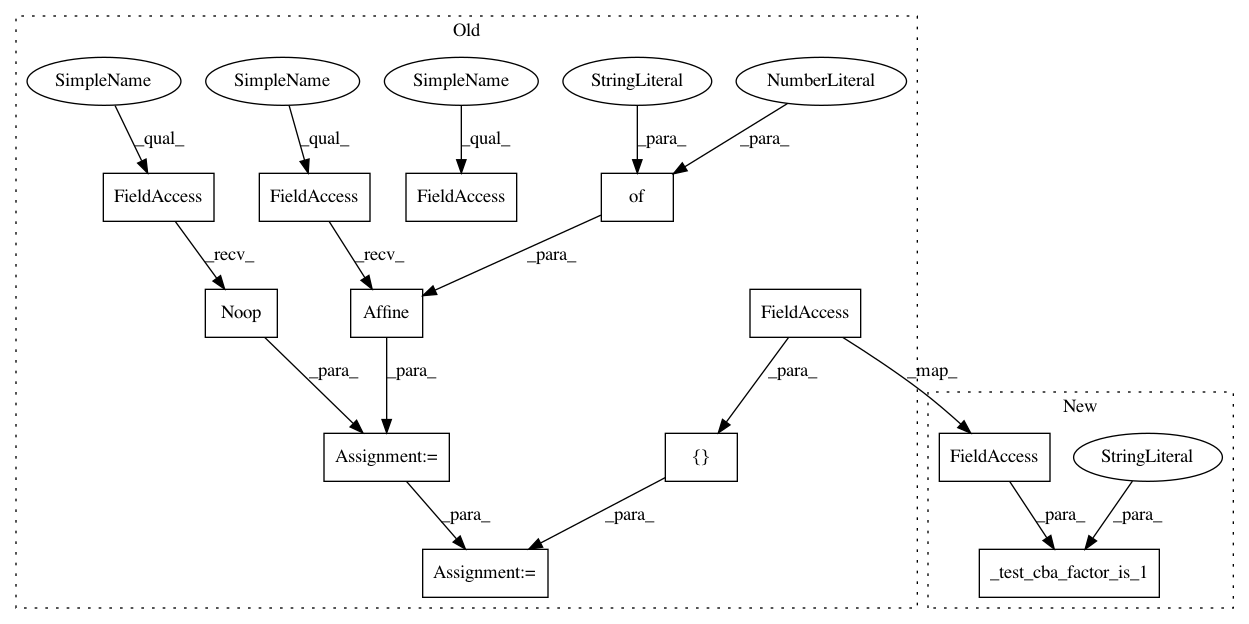 Old
SimpleName
SimpleName
SimpleName
StringLiteral
NumberLiteral
_qual_
_qual_
_qual_
_para_
_para_
FieldAccess
FieldAccess
FieldAccess
of
_recv_
_recv_
_para_
Noop
Affine
FieldAccess
_para_
_para_
_para_
_map_
New
Assignment:=
{}
FieldAccess
StringLiteral
_para_
_para_
_para_
_para_
Assignment:=
_test_cba_factor_is_1